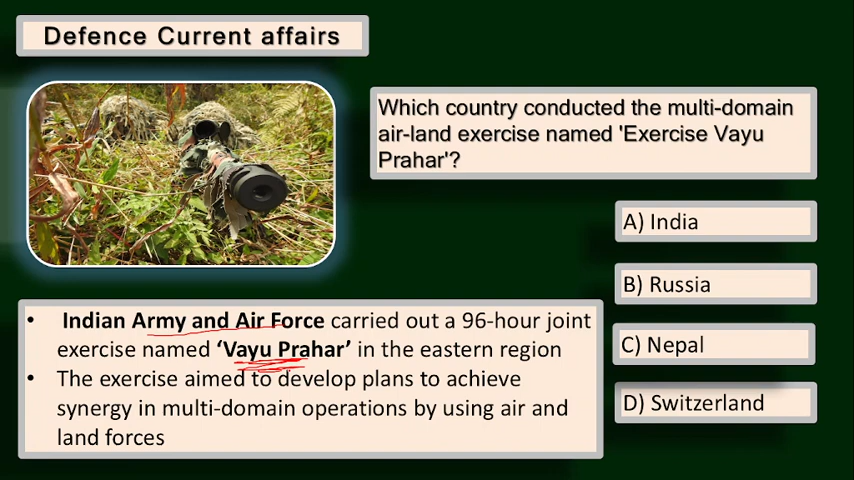 Defence Current affairs
Which country conducted the multi-domain
air-land exercise named 'Exercise Vayu
Prahar'?
A) India
B) Russia
C) Nepal
D) Switzerland
• Indian Army and Air Force carried out a 96-hour joint
exercise named ‘Vayu Prahar’ in the eastern region
• The exercise aimed to develop plans to achieve
synergy in multi-domain operations by using air and
land forces